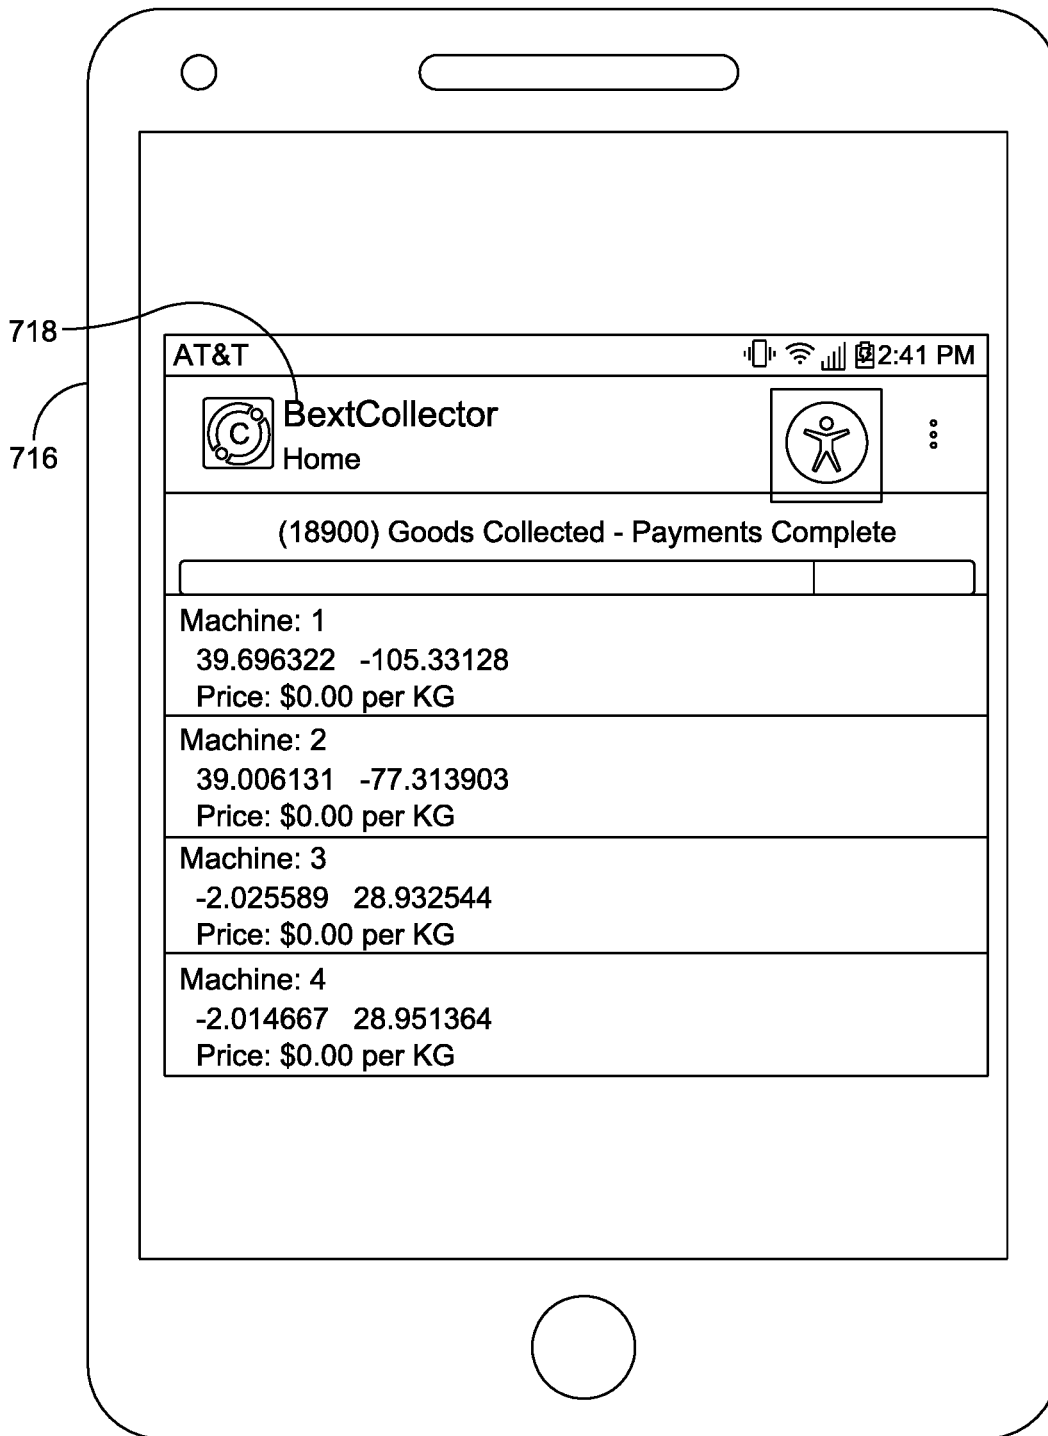 718
716
AT&T 2:41 PM
C
BextCollector
Home
(18900) Goods Collected - Payments Complete
Machine: 1
39.696322 -105.33128
Price: $0.00 per KG
Machine: 2
39.006131 -77.313903
Price: $0.00 per KG
Machine: 3
-2.025589 28.932544
Price: $0.00 per KG
Machine: 4
-2.014667 28.951364
Price: $0.00 per KG